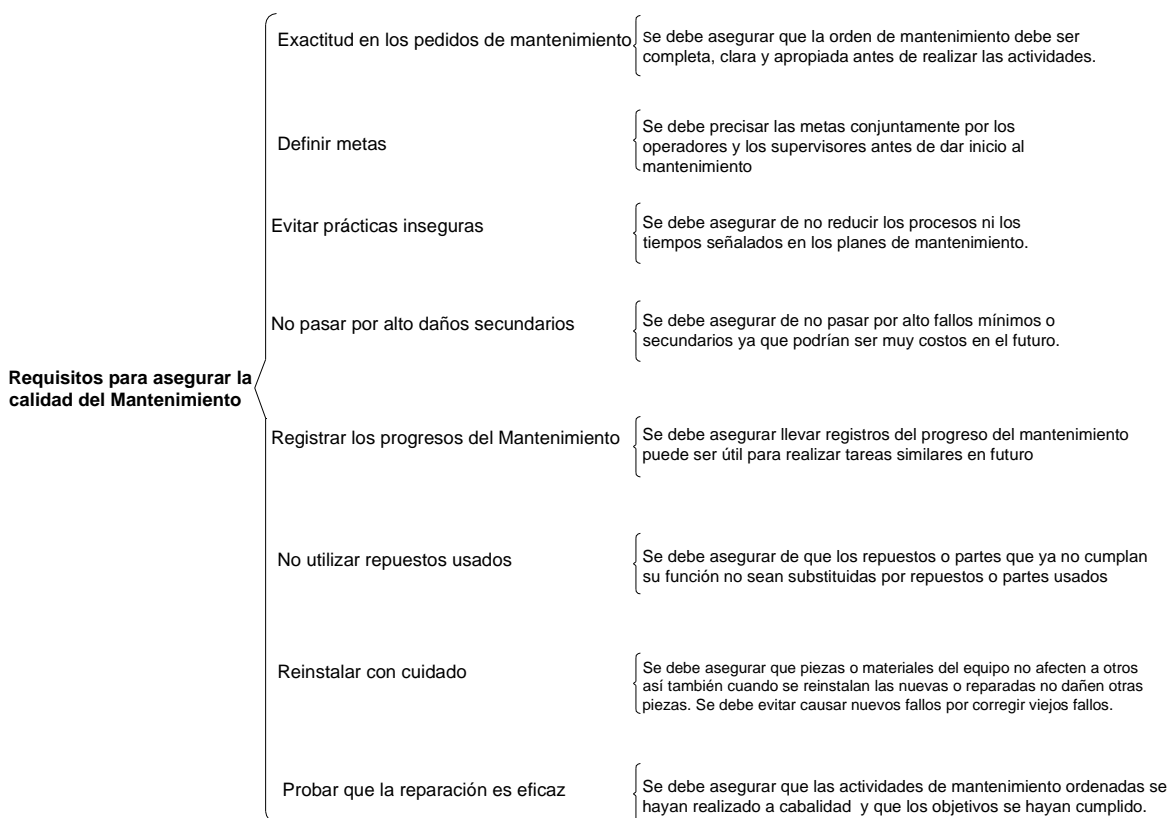 Exactitud en los pedidos de mantenimiento
Se debe asegurar que la orden de mantenimiento debe ser
completa, clara y apropiada antes de realizar las actividades.
Definir metas
Se debe precisar las metas conjuntamente por los
operadores y los supervisores antes de dar inicio al
mantenimiento
Evitar prácticas inseguras
Se debe asegurar de no reducir los procesos ni los
tiempos señalados en los planes de mantenimiento.
No pasar por alto daños secundarios
Se debe asegurar de no pasar por alto fallos mínimos o
secundarios ya que podrían ser muy costos en el futuro.
Requisitos para asegurar la
calidad del Mantenimiento
Registrar los progresos del Mantenimiento
Se debe asegurar llevar registros del progreso del mantenimiento
puede ser útil para realizar tareas similares en futuro
No utilizar repuestos usados
Se debe asegurar de que los repuestos o partes que ya no cumplan
su función no sean substituidas por repuestos o partes usados
Reinstalar con cuidado
Se debe asegurar que piezas o materiales del equipo no afecten a otros
así también cuando se reinstalan las nuevas o reparadas no dañen otras
piezas. Se debe evitar causar nuevos fallos por corregir viejos fallos.
Probar que la reparación es eficaz
Se debe asegurar que las actividades de mantenimiento ordenadas se
hayan realizado a cabalidad y que los objetivos se hayan cumplido.